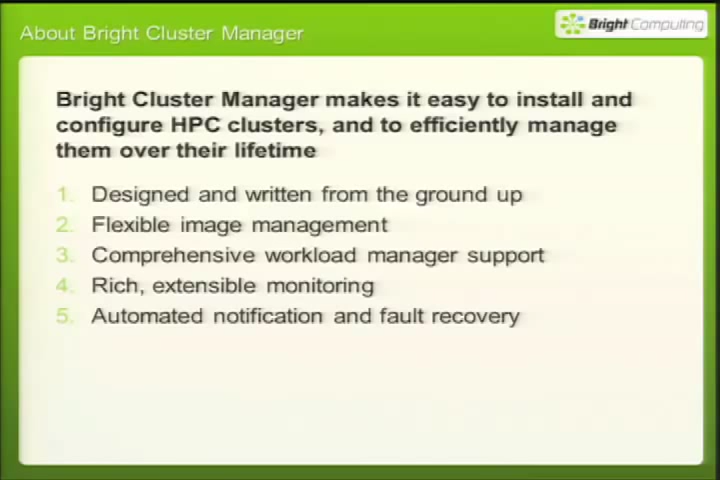 About Bright Cluster Manager
Bright Computing
Bright Cluster Manager makes it easy to install and
configure HPC clusters, and to efficiently manage
them over their lifetime
1. Designed and written from the ground up
2. Flexible image management
3. Comprehensive workload manager support
4. Rich, extensible monitoring
5. Automated notification and fault recovery